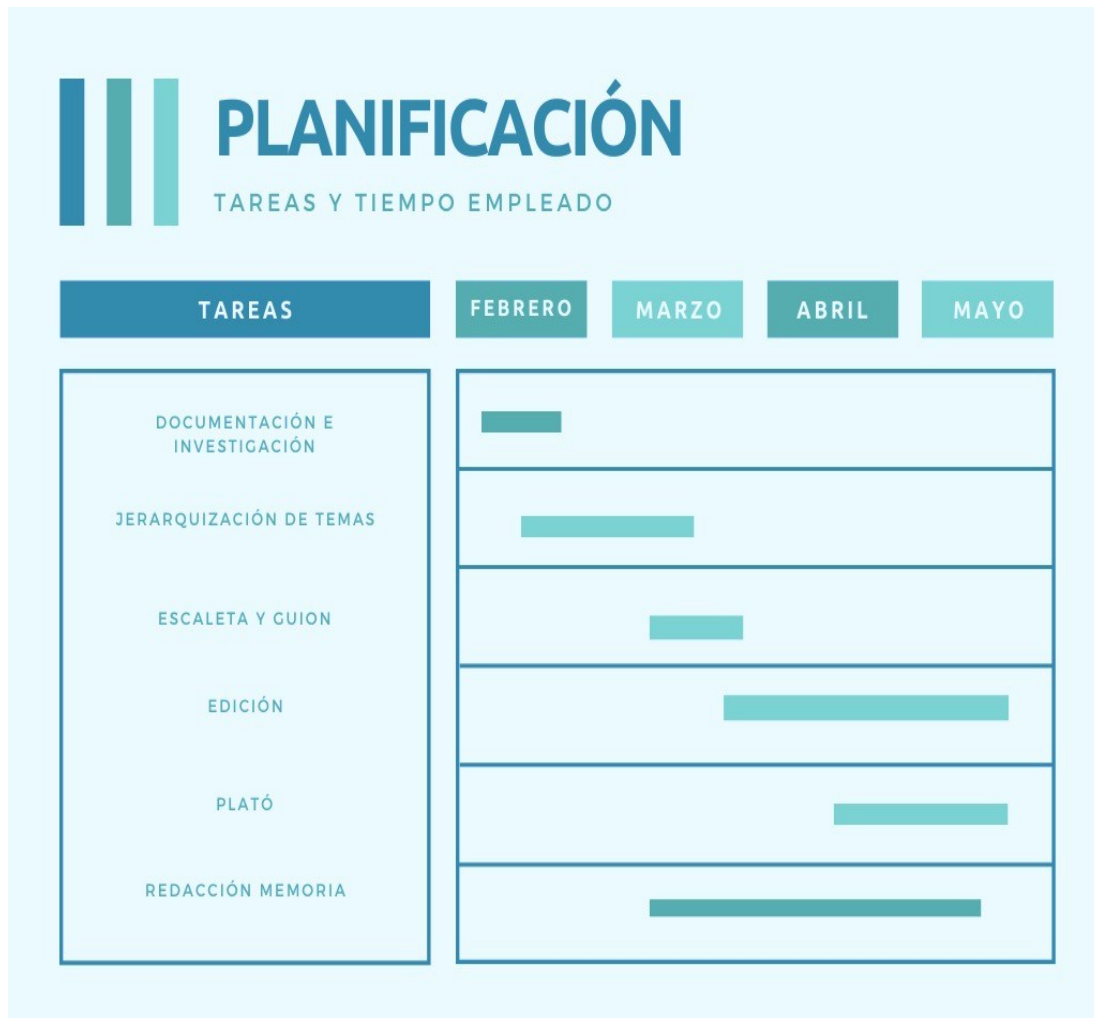 PLANIFICACIÓN
TAREAS Y TIEMPO EMPLEADO
TAREAS
FEBRERO
MARZO
ABRIL
MAYO
DOCUMENTACIÓN E
INVESTIGACIÓN
JERARQUIZACIÓN DE TEMAS
ESCALETA Y GUION
EDICIÓN
PLATÓ
REDACCIÓN MEMORIA